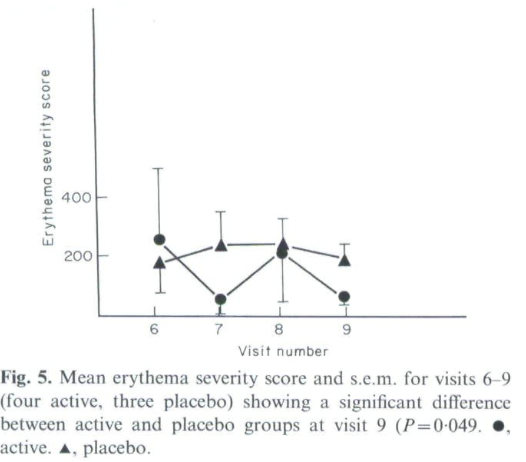 Erythema severity score
400
200
6 7 8 9
Visit number
Fig. 5. Mean erythema severity score and s.e.m. for visits 6–9
(four active, three placebo) showing a significant difference
between active and placebo groups at visit 9 (P=0·049. ●,
active. ▲, placebo.